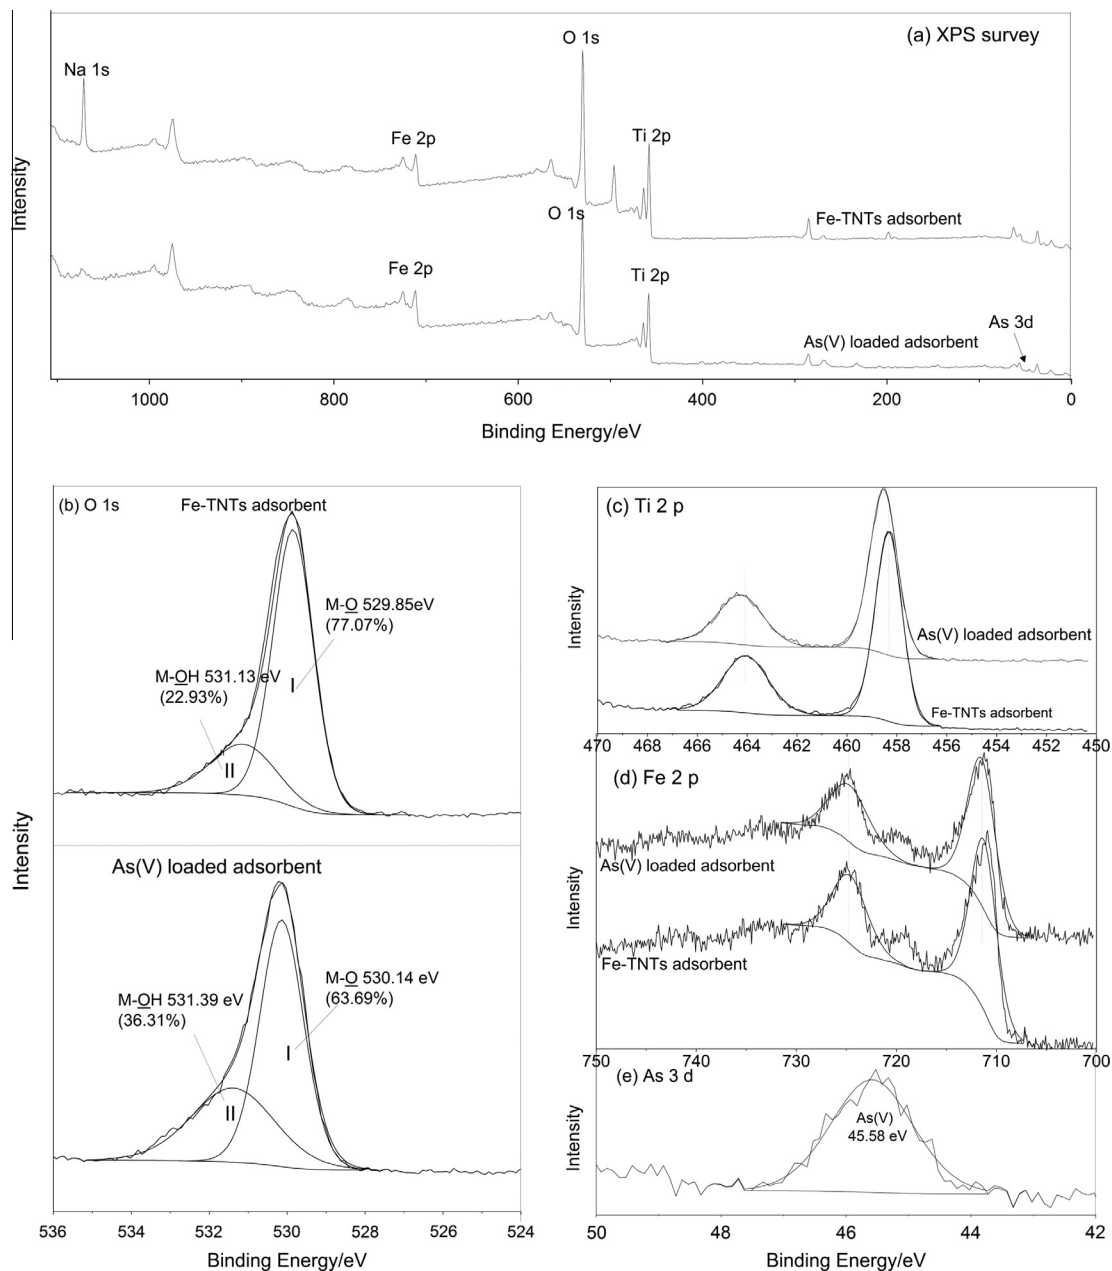 (a) XPS survey
O 1s
Na 1s
Fe 2p
Ti 2p
Fe-TNTs adsorbent
O 1s
Fe 2p
Ti 2p
As 3d
As(V) loaded adsorbent
Intensity
1000 800 600 400 200 0
Binding Energy/eV
(b) O 1s
Fe-TNTs adsorbent
M-O 529.85eV
(77.07%)
M-OH 531.13 eV
(22.93%)
I
II
As(V) loaded adsorbent
M-O 530.14 eV
(63.69%)
M-OH 531.39 eV
(36.31%)
I
II
Intensity
536 534 532 530 528 526 524
Binding Energy/eV
(c) Ti 2 p
As(V) loaded adsorbent
Fe-TNTs adsorbent
Intensity
470 468 466 464 462 460 458 456 454 452 450
(d) Fe 2 p
As(V) loaded adsorbent
Fe-TNTs adsorbent
Intensity
750 740 730 720 710 700
(e) As 3 d
As(V)
45.58 eV
Intensity
50 48 46 44 42
Binding Energy/eV